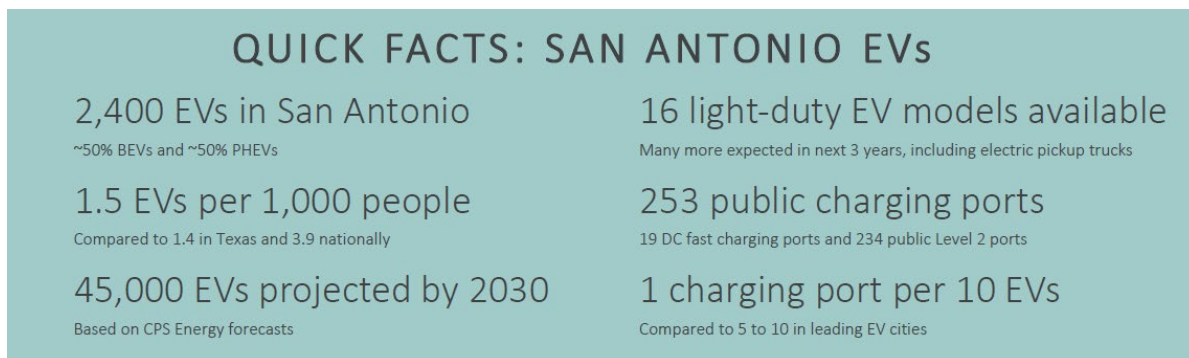 QUICK FACTS: SAN ANTONIO EVs
2,400 EVs in San Antonio
~50% BEVs and ~50% PHEVs
1.5 EVs per 1,000 people
Compared to 1.4 in Texas and 3.9 nationally
45,000 EVs projected by 2030
Based on CPS Energy forecasts
16 light-duty EV models available
Many more expected in next 3 years, including electric pickup trucks
253 public charging ports
19 DC fast charging ports and 234 public Level 2 ports
1 charging port per 10 EVs
Compared to 5 to 10 in leading EV cities